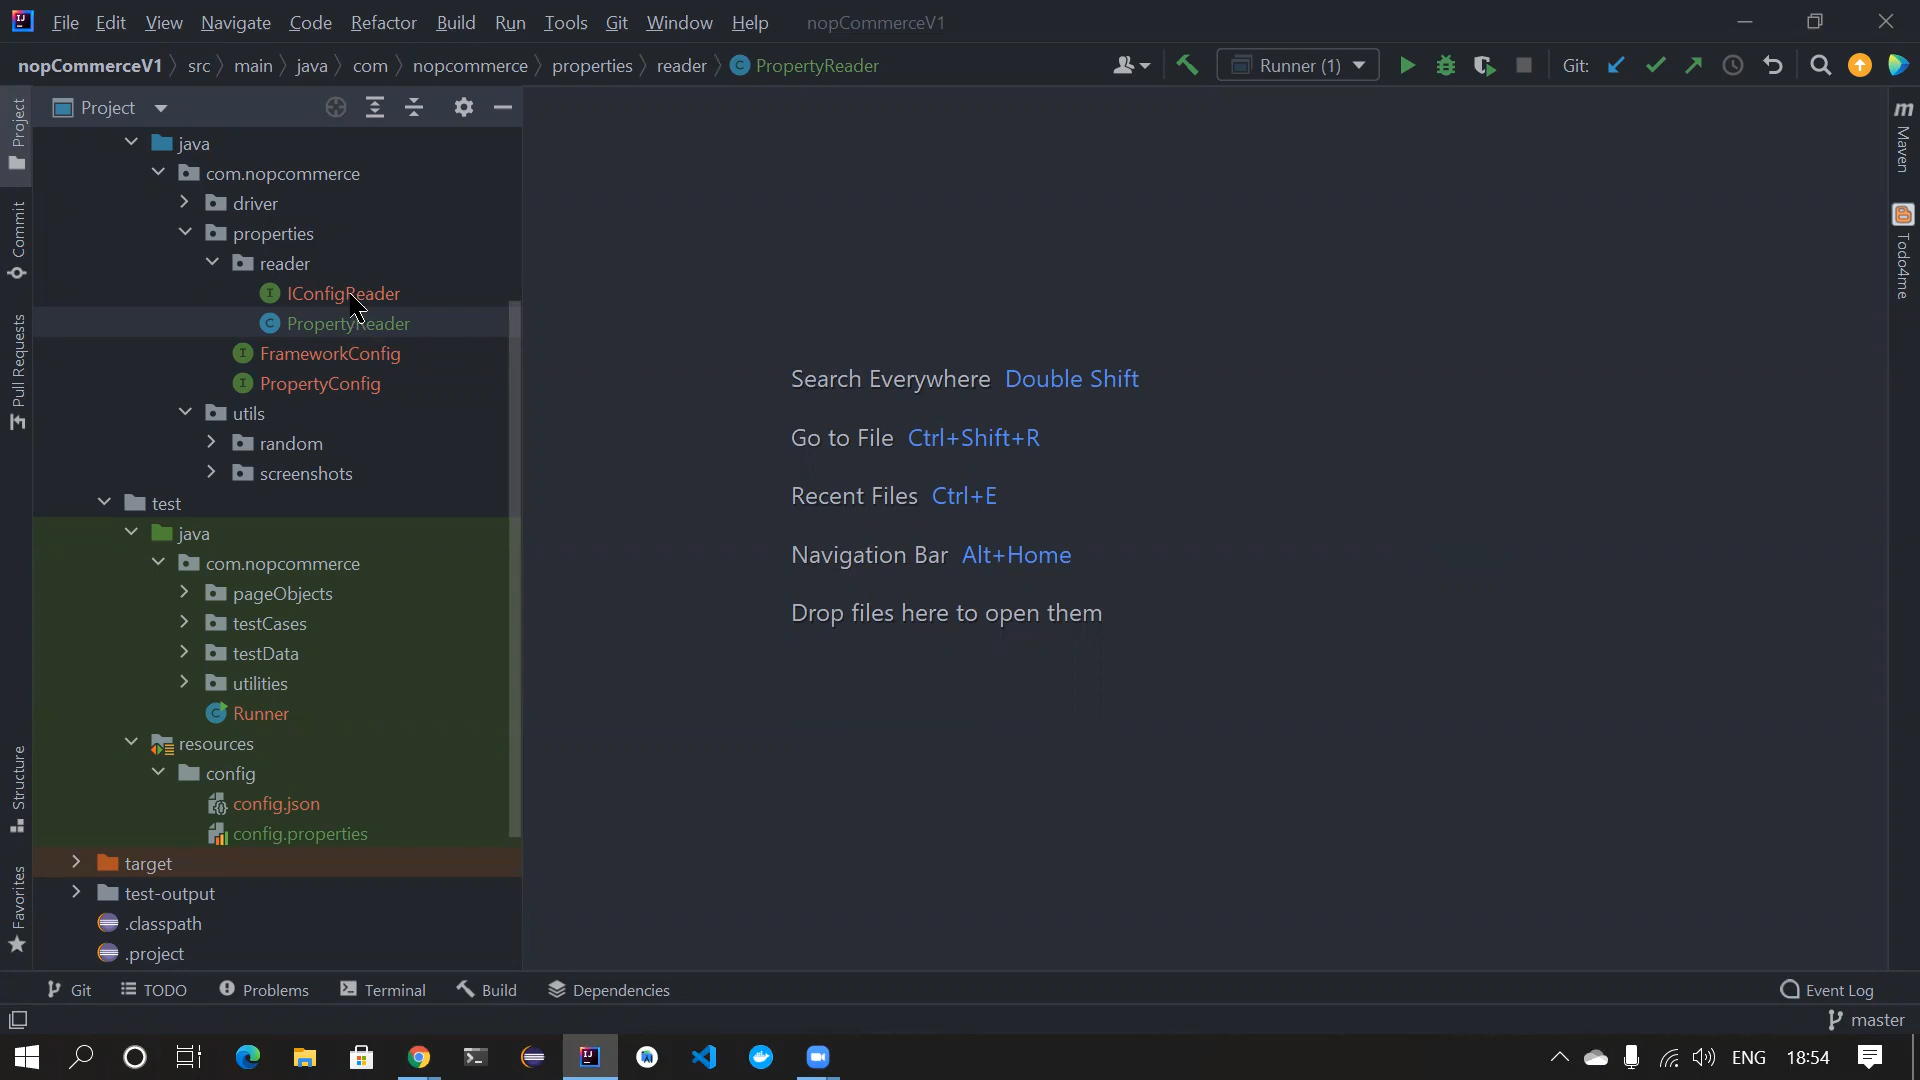 File Edit View Navigate Code Refactor Build Run Tools Git Window Help nopCommerceV1
nopCommerceV1 src main java com nopcommerce properties reader C PropertyReader Runner (1) Git:
Project
java
com.nopcommerce
driver
properties
reader
I IConfigReader
C PropertyReader
I FrameworkConfig
I PropertyConfig
utils
random
screenshots
test
java
com.nopcommerce
pageObjects
testCases
testData
utilities
C Runner
resources
config
config.json
config.properties
target
test-output
.classpath
.project
Project
Commit
Pull Requests
Structure
Favorites
Search Everywhere Double Shift
Go to File Ctrl+Shift+R
Recent Files Ctrl+E
Navigation Bar Alt+Home
Drop files here to open them
m
Maven
Todo4me
Git TODO Problems Terminal Build Dependencies Event Log
master
ENG 18:54